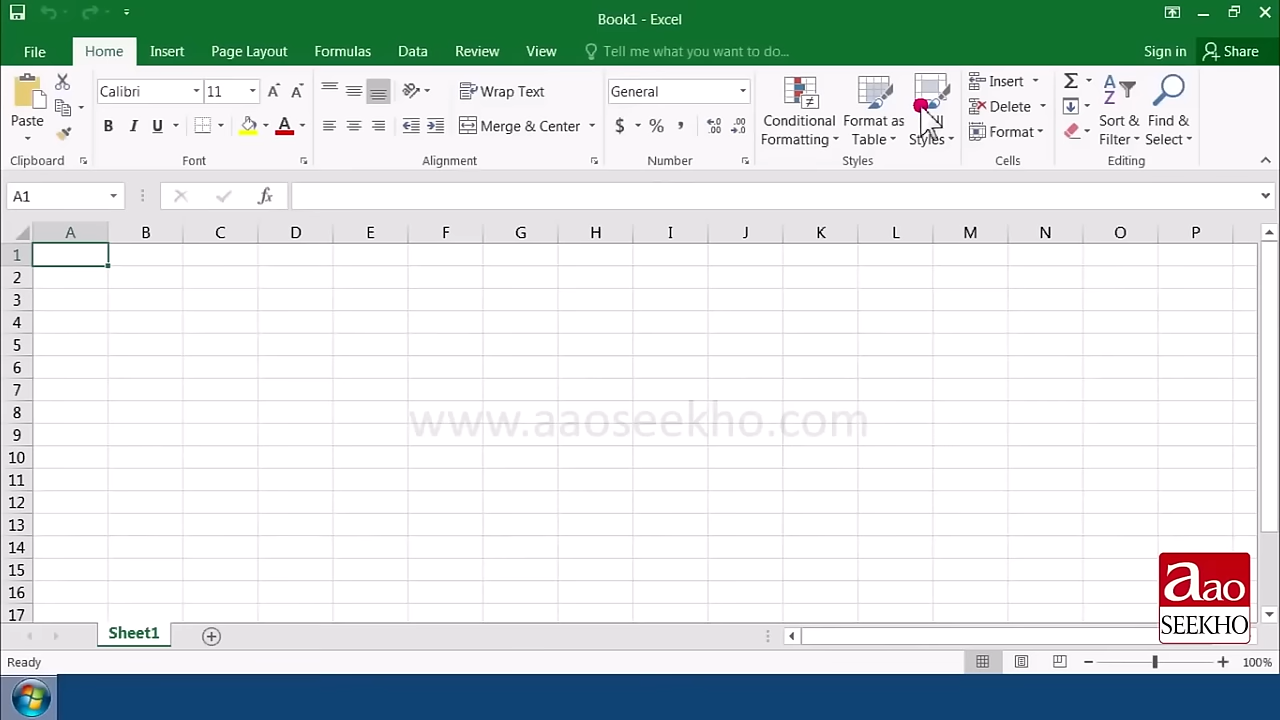 Book1 - Excel
File Home Insert Page Layout Formulas Data Review View Tell me what you want to do... Sign in Share
Calibri 11 Wrap Text General Insert
Paste B I U Merge & Center $ % , Conditional Formatting Format as Table Styles Delete Sort & Filter Find & Select
Format
Clipboard Font Alignment Number Styles Cells Editing
A1 fx
A B C D E F G H I J K L M N O P
1
2
3
4
5
6
7
8
www.aaoseekho.com
9
10
11
12
13
14
15
16
17
aao
SEEKHO
Sheet1
Ready 100%